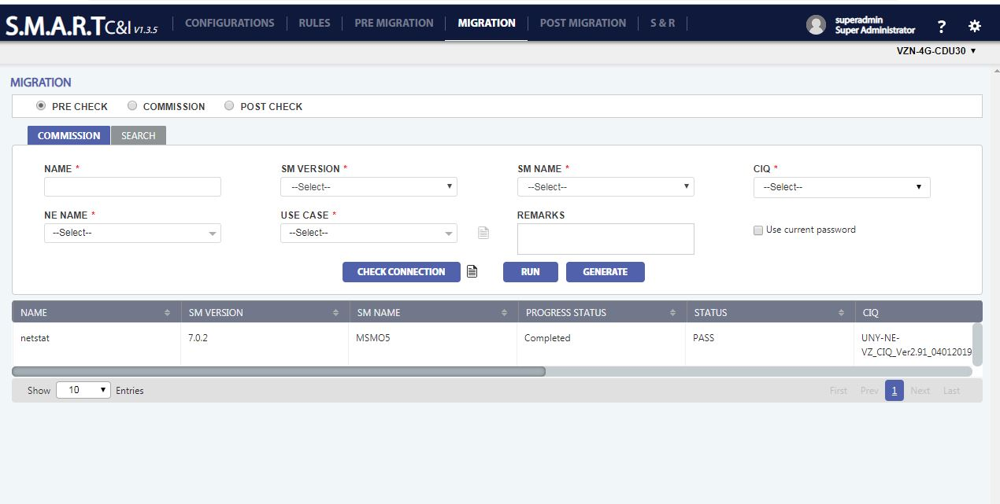 S.M.A.R.T C&I V1.3.5 CONFIGURATIONS RULES PRE MIGRATION MIGRATION POST MIGRATION S & R superadmin
Super Administrator ?
VZN-4G-CDU30
MIGRATION
PRE CHECK COMMISSION POST CHECK
COMMISSION SEARCH
NAME * SM VERSION * SM NAME * CIQ *
--Select-- --Select-- --Select--
NE NAME * USE CASE * REMARKS
--Select-- --Select-- Use current password
CHECK CONNECTION RUN GENERATE
NAME SM VERSION SM NAME PROGRESS STATUS STATUS CIQ
netstat 7.0.2 MSMO5 Completed PASS UNY-NE-
VZ_CIQ_Ver2.91_04012019
Show 10 Entries First Prev 1 Next Last